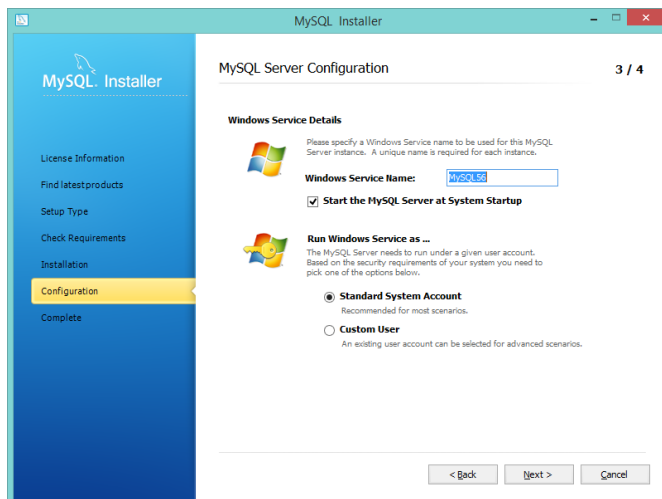 MySQL Installer
MySQL. Installer
MySQL Server Configuration
3 / 4
License Information
Find latest products
Setup Type
Check Requirements
Installation
Configuration
Complete
Windows Service Details
Please specify a Windows Service name to be used for this MySQL
Server instance. A unique name is required for each instance.
Windows Service Name: MySQL56
Start the MySQL Server at System Startup
Run Windows Service as ...
The MySQL Server needs to run under a given user account.
Based on the security requirements of your system you need to
pick one of the options below.
Standard System Account
Recommended for most scenarios.
Custom User
An existing user account can be selected for advanced scenarios.
< Back Next > Cancel